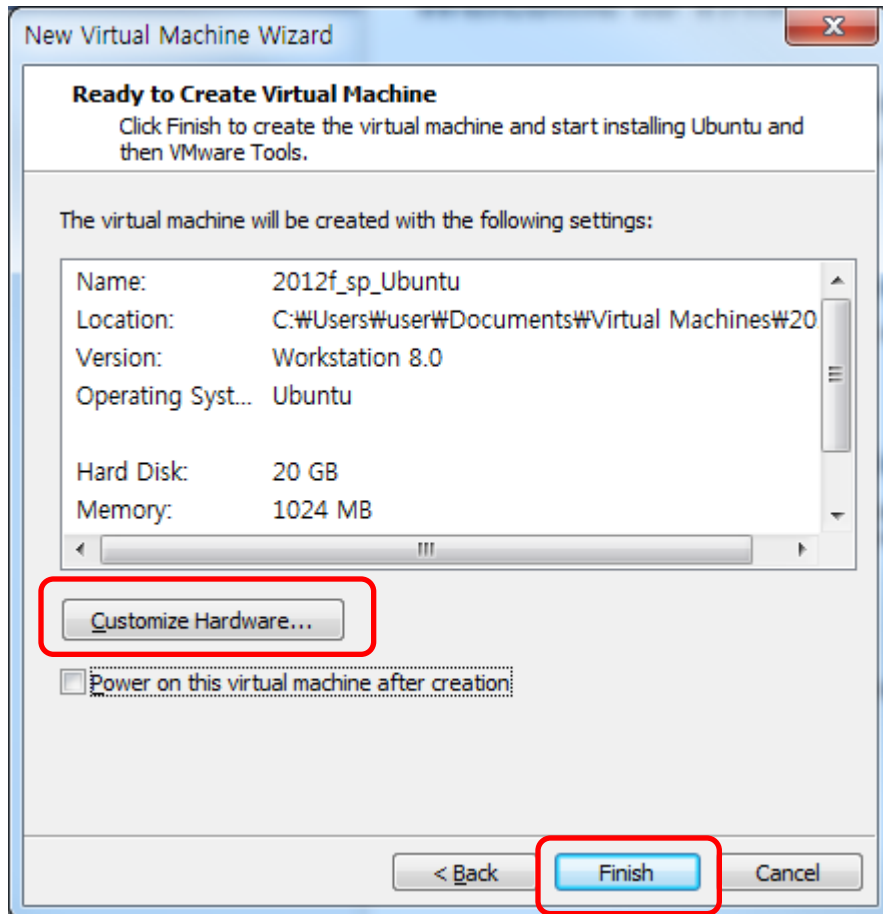 New Virtual Machine Wizard
Ready to Create Virtual Machine
Click Finish to create the virtual machine and start installing Ubuntu and
then VMware Tools.
The virtual machine will be created with the following settings:
Name: 2012f_sp_Ubuntu
Location: C:₩Users₩user₩Documents₩Virtual Machines₩20
Version: Workstation 8.0
Operating Syst... Ubuntu
Hard Disk: 20 GB
Memory: 1024 MB
Customize Hardware...
Power on this virtual machine after creation
< Back Finish Cancel